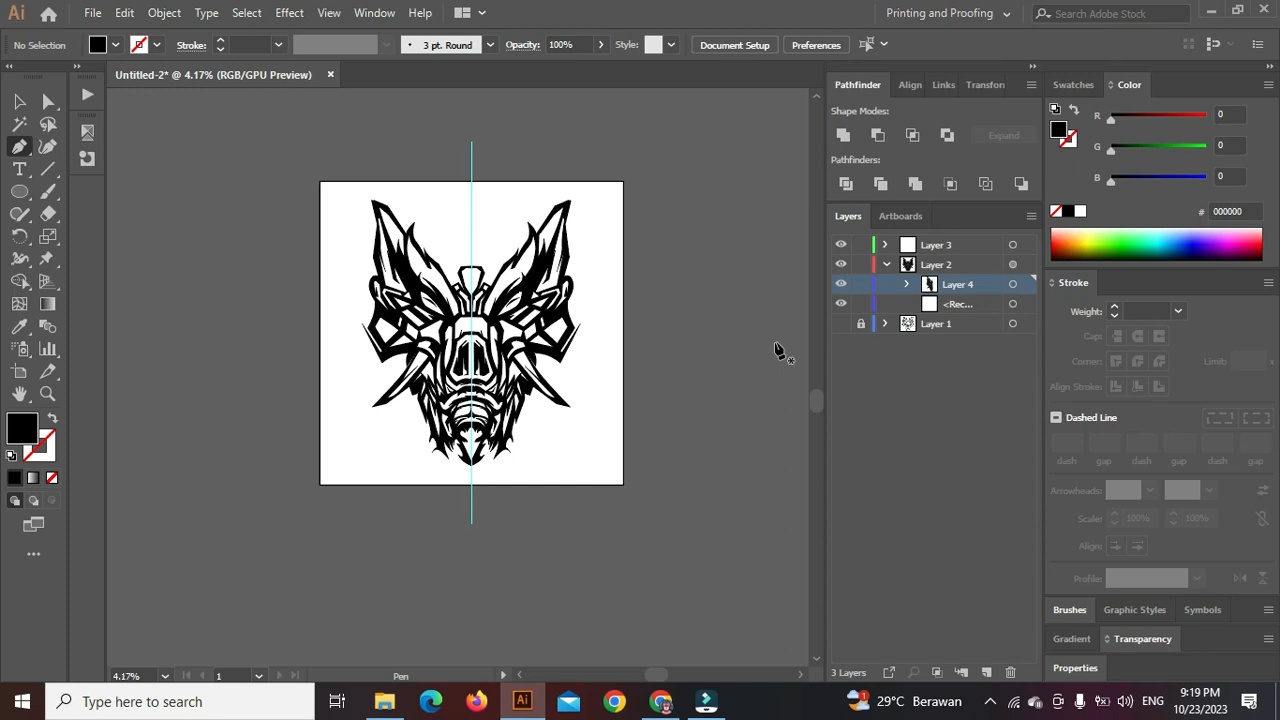 Ai
File Edit Object Type Select Effect View Window Help
Printing and Proofing
Search Adobe Stock
No Selection
Stroke:
3 pt. Round
Opacity: 100%
Style:
Document Setup
Preferences
Untitled-2* @ 4.17% (RGB/GPU Preview)
Pathfinder Align Links Transfon
Swatches Color
Shape Modes:
Expand
Pathfinders:
R 0
G 0
B 0
# 000000
Layers Artboards
Layer 3
Layer 2
Layer 4
<Rec...
Layer 1
Stroke
Weight:
Cap:
Corner: Limit:
Align Stroke:
Dashed Line
dash gap dash gap dash gap
Arrowheads:
Scale: 100% 100%
Align:
Profile:
Brushes Graphic Styles Symbols
Gradient Transparency
Properties
4.17% 1 Pen
3 Layers
Type here to search
Ai
1
29°C Berawan
ENG
9:19 PM
10/23/2023